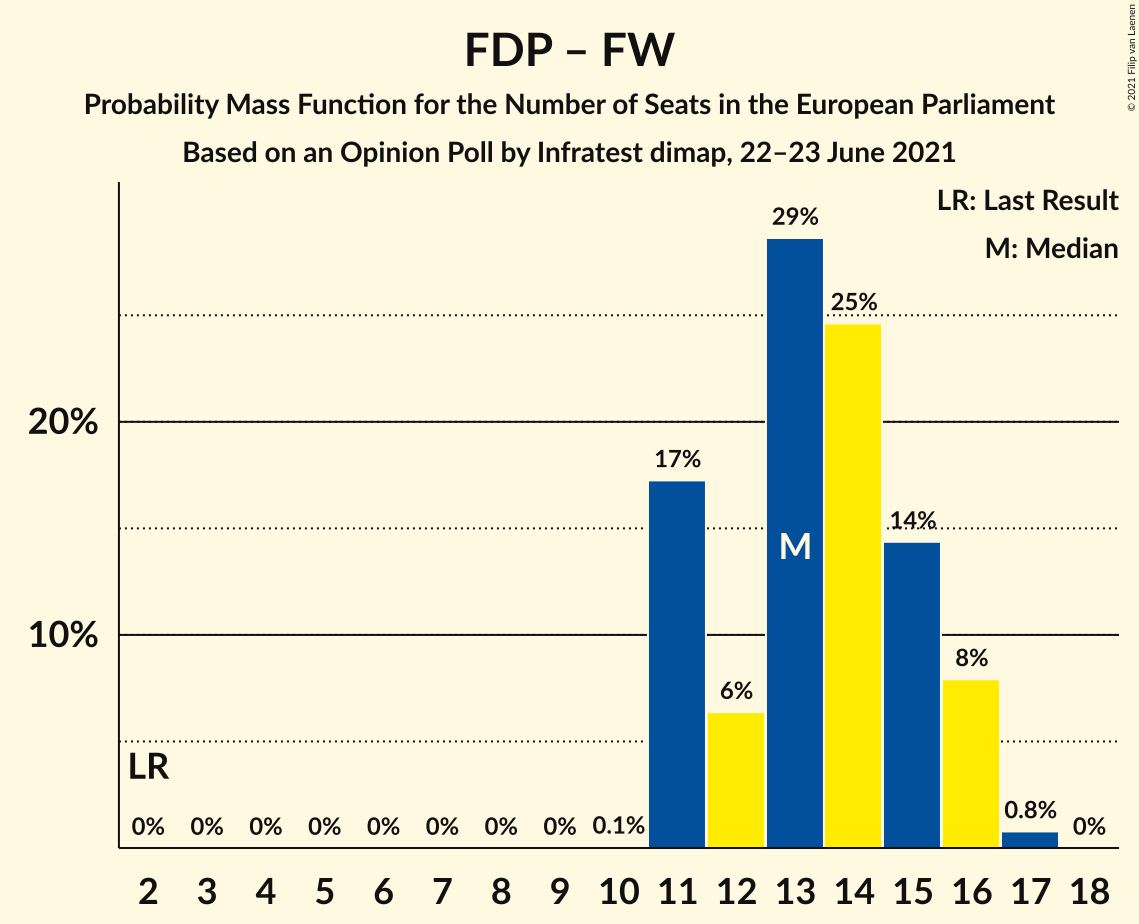 FDP – FW
Probability Mass Function for the Number of Seats in the European Parliament
Based on an Opinion Poll by Infratest dimap, 22–23 June 2021
© 2021 Filip van Laenen
LR: Last Result
M: Median
29%
25%
20%
17%
14%
M
10%
8%
6%
LR
0% 0% 0% 0% 0% 0% 0% 0% 0.1% 0.8% 0%
2 3 4 5 6 7 8 9 10 11 12 13 14 15 16 17 18